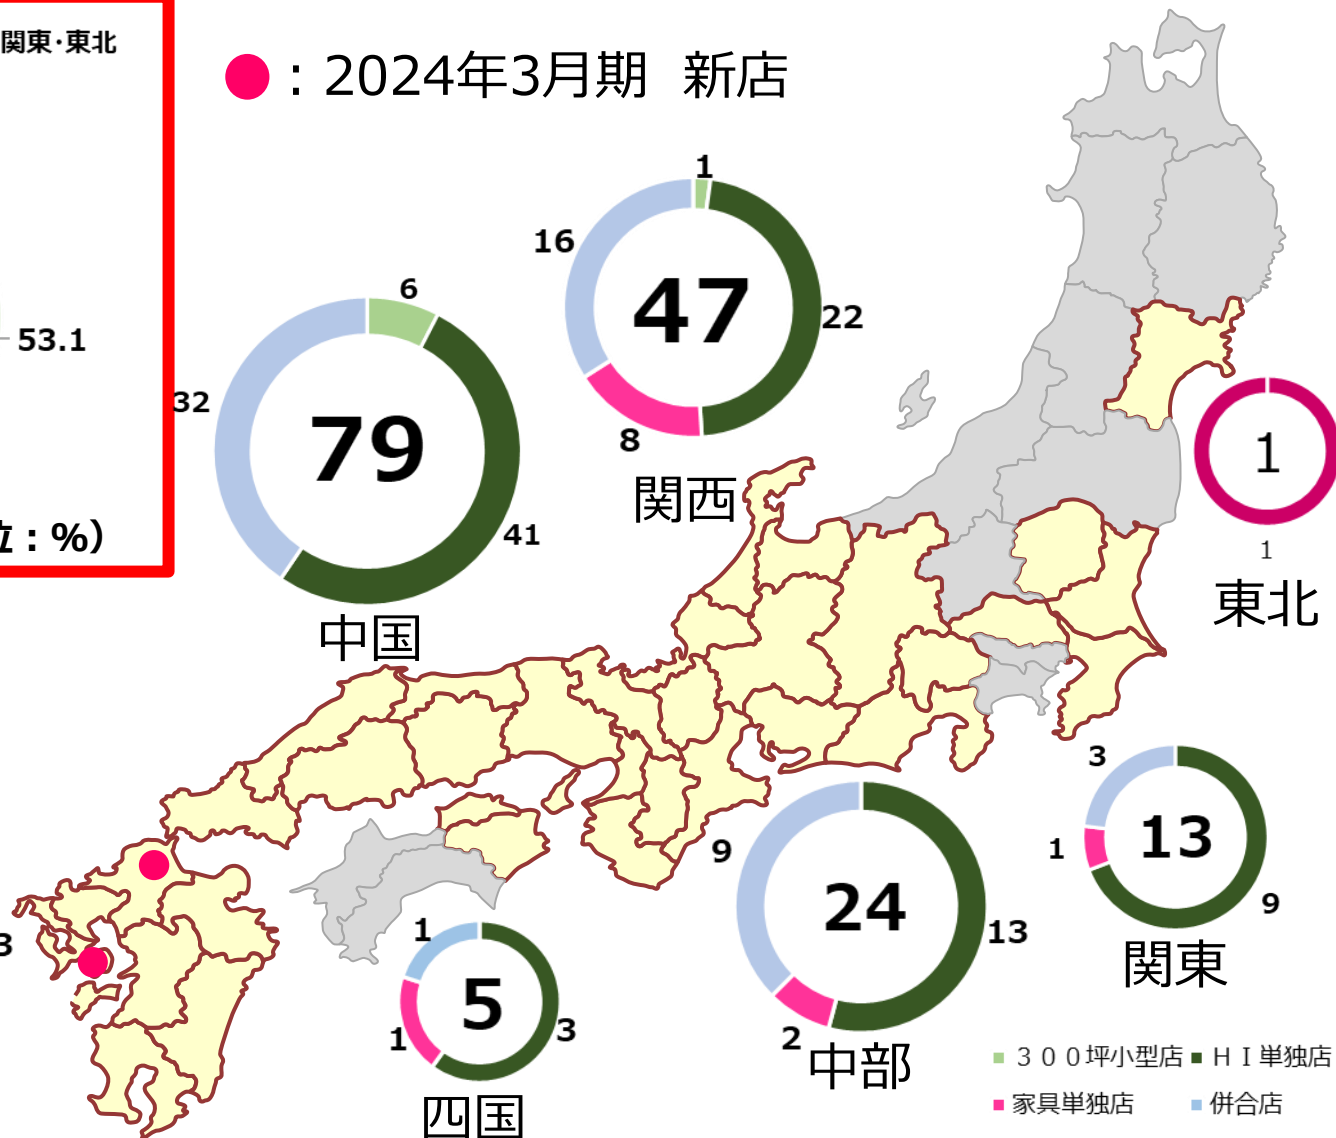 関東･東北
●：2024年3月期 新店
53.1
位：%）
1
16
47
22
8
関西
6
32
79
41
中国
1
1
東北
3
1
13
9
関東
9
24
13
2
中部
3
1
5
1
3
四国
３００坪小型店
ＨＩ単独店
家具単独店
併合店